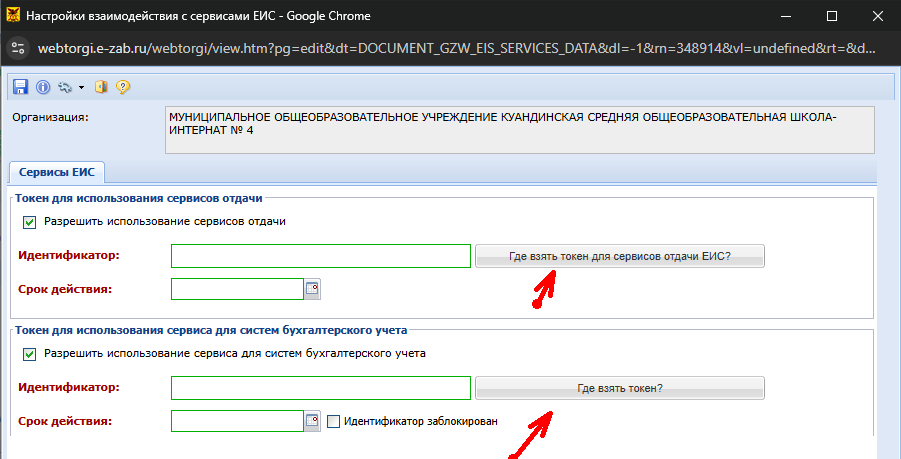 Настройки взаимодействия с сервисами ЕИС - Google Chrome
webtorgi.e-zab.ru/webtorgi/view.htm?pg=edit&dt=DOCUMENT_GZW_EIS_SERVICES_DATA&dl=-1&rn=348914&vl=undefined&rt=&d...
Организация:
МУНИЦИПАЛЬНОЕ ОБЩЕОБРАЗОВАТЕЛЬНОЕ УЧРЕЖДЕНИЕ КУАНДИНСКАЯ СРЕДНЯЯ ОБЩЕОБРАЗОВАТЕЛЬНАЯ ШКОЛА-
ИНТЕРНАТ № 4
Сервисы ЕИС
Токен для использования сервисов отдачи
Разрешить использование сервисов отдачи
Идентификатор:
Где взять токен для сервисов отдачи ЕИС?
Срок действия:
Токен для использования сервиса для систем бухгалтерского учета
Разрешить использование сервиса для систем бухгалтерского учета
Идентификатор:
Где взять токен?
Срок действия:
Идентификатор заблокирован